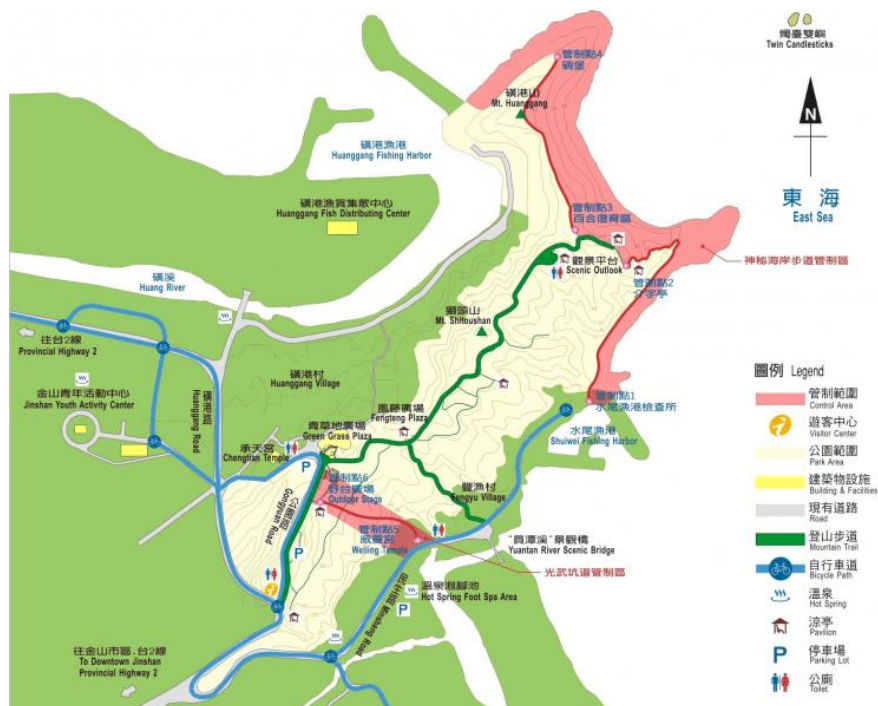 燭臺雙嶼
Twin Candlesticks
N
東海
East Sea
管制點4
碉堡
磺港山
Mt. Huanggang
磺港漁港
Huanggang Fishing Harbor
磺港漁貨集散中心
Huanggang Fish Distributing Center
管制點3
百合復育區
觀景平台
Scenic Outlook
神秘海岸步道管制區
管制點2
介字亭
磺溪
Huang River
獅頭山
Mt. Shitoushan
往台2線
Provincial Highway 2
磺港路
Huanggang Road
磺港村
Huanggang Village
金山青年活動中心
Jinshan Youth Activity Center
風藤廣場
Fengteng Plaza
管制點1
水尾漁港檢查所
水尾漁港
Shuiwei Fishing Harbor
青草地廣場
Green Grass Plaza
承天宮
Chengtian Temple
P
管制點6
野台廣場
Outdoor Stage
豐漁村
Fengyu Village
公園路
Gongyuan Road
P
管制點5
威靈宮
Weiling Temple
"員潭溪"景觀橋
Yuantan River Scenic Bridge
光武坑道管制區
溫泉泡腳池
Hot Spring Foot Spa Area
P
民生路
Minsheng Road
往金山市區.台2線
To Downtown Jinshan
Provincial Highway 2
圖例 Legend
管制範圍
Control Area
遊客中心
Visitor Center
公園範圍
Park Area
建築物設施
Building & Facilities
現有道路
Road
登山步道
Mountain Trail
自行車道
Bicycle Path
溫泉
Hot Spring
涼亭
Pavilion
P
停車場
Parking Lot
公廁
Toilet